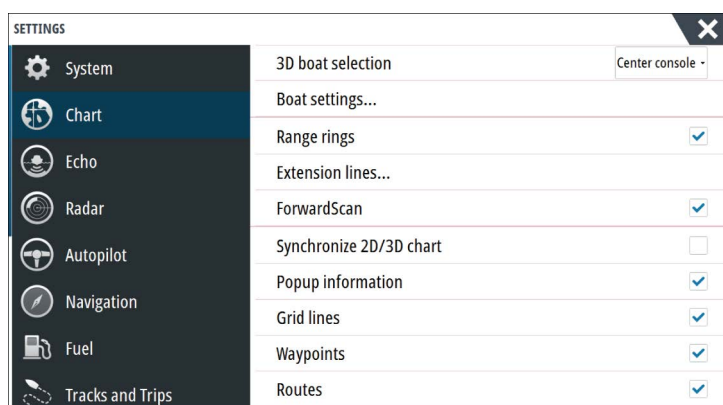 SETTINGS
System
Chart
Echo
Radar
Autopilot
Navigation
Fuel
Tracks and Trips
3D boat selection
Center console
Boat settings...
Range rings
Extension lines...
ForwardScan
Synchronize 2D/3D chart
Popup information
Grid lines
Waypoints
Routes